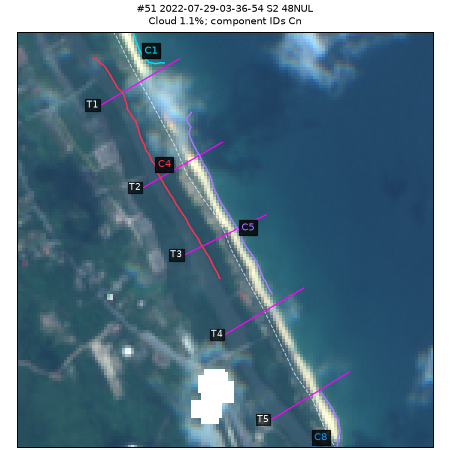 #51 2022-07-29-03-36-54 S2 48NUL
Cloud 1.1%; component IDs Cn
C1
T1
C4
T2
C5
T3
T4
T5
C8